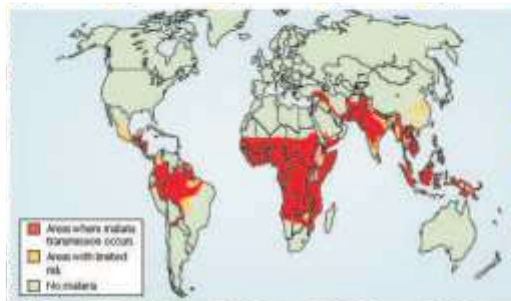 Areas where malaria
transmission occurs
Areas with limited
risk
No malaria